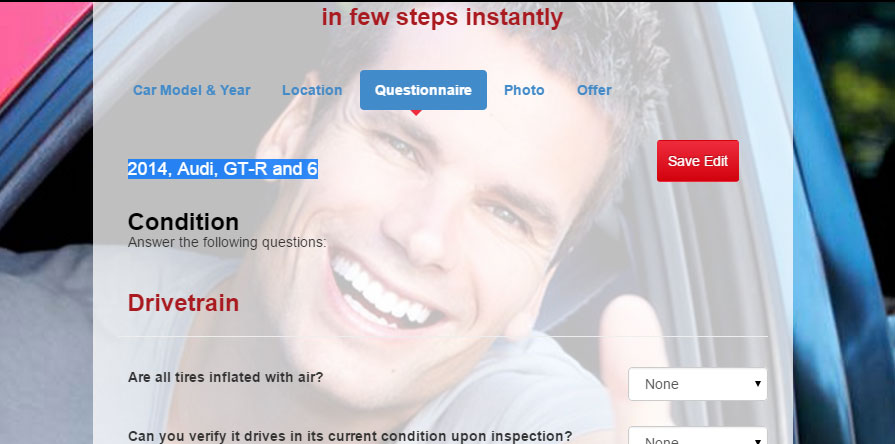 in few steps instantly
Car Model & Year Location Questionnaire Photo Offer
2014, Audi, GT-R and 6
Save Edit
Condition
Answer the following questions:
Drivetrain
Are all tires inflated with air?
None
Can you verify it drives in its current condition upon inspection?
None